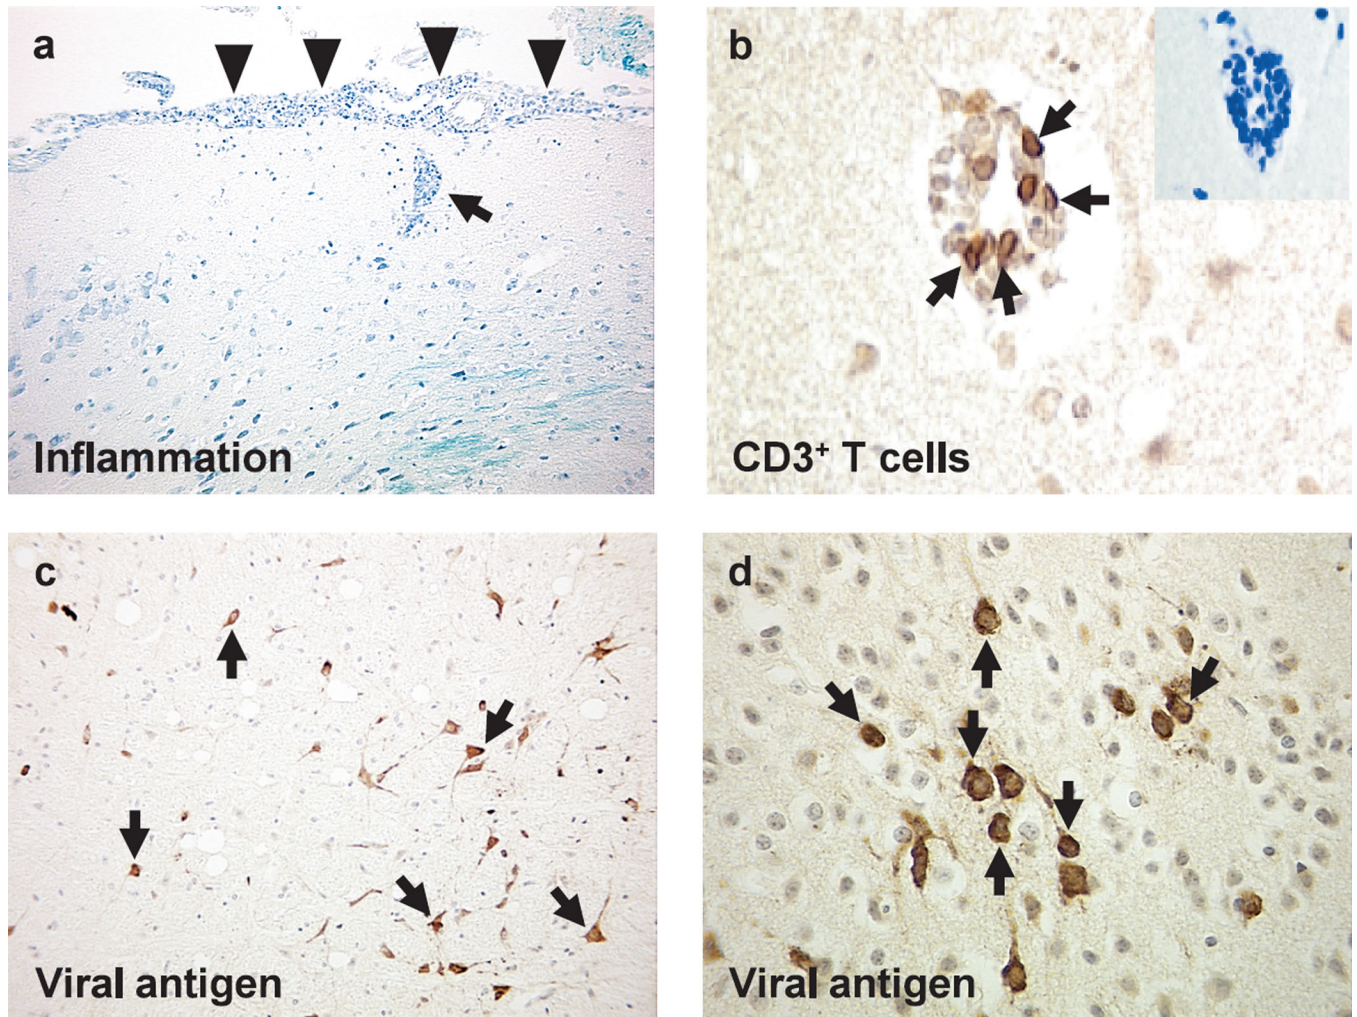 a
Inflammation
b
CD3⁺ T cells
c
Viral antigen
d
Viral antigen